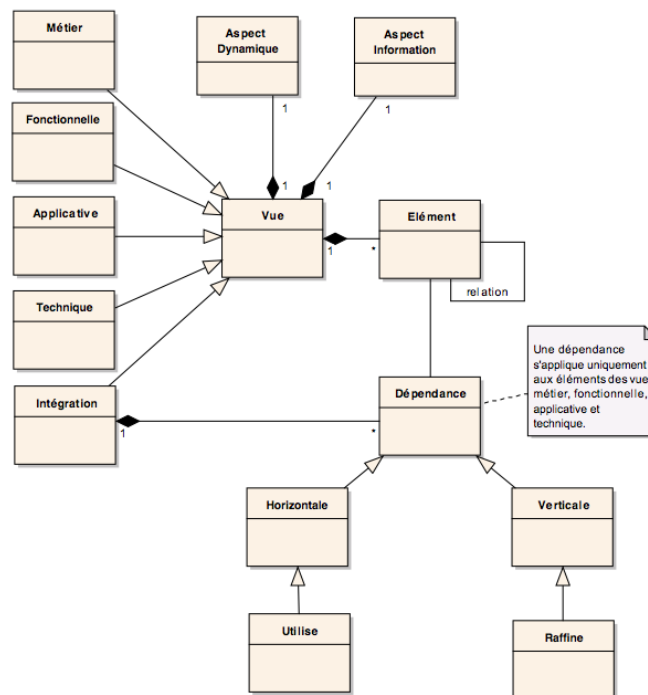 Métier
Aspect
Dynamique
Aspect
Information
Fonctionnelle
1
1
1
1
Applicative
Vue
Elément
1
*
relation
Technique
Une dépendance
s'applique uniquement
aux éléments des vue
métier, fonctionnelle,
applicative et
technique.
Intégration
Dépendance
1
*
Horizontale
Verticale
Utilise
Raffine